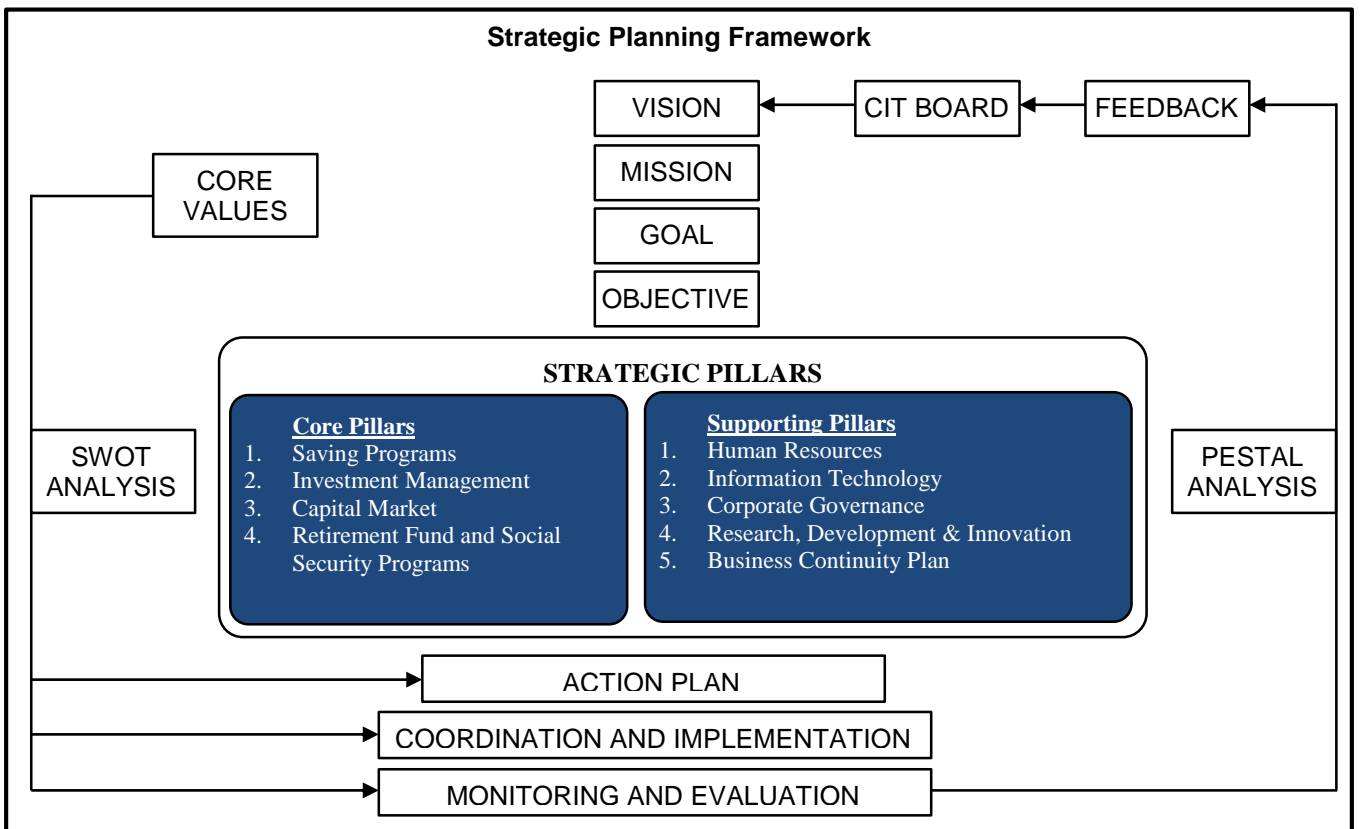 Strategic Planning Framework
VISION
CIT BOARD
FEEDBACK
MISSION
CORE
VALUES
GOAL
OBJECTIVE
STRATEGIC PILLARS
Core Pillars
1. Saving Programs
2. Investment Management
3. Capital Market
4. Retirement Fund and Social
Security Programs
Supporting Pillars
1. Human Resources
2. Information Technology
3. Corporate Governance
4. Research, Development & Innovation
5. Business Continuity Plan
SWOT
ANALYSIS
PESTAL
ANALYSIS
ACTION PLAN
COORDINATION AND IMPLEMENTATION
MONITORING AND EVALUATION